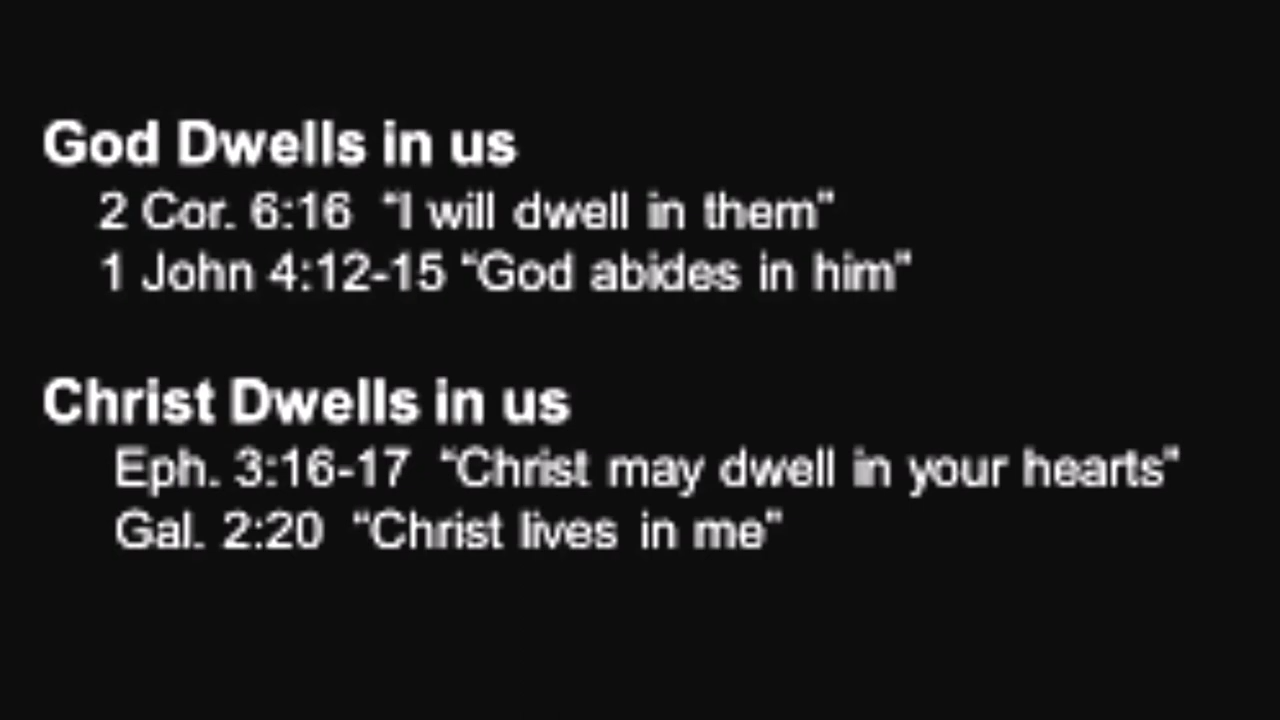 God Dwells in us
2 Cor. 6:16 "I will dwell in them"
1 John 4:12-15 "God abides in him"
Christ Dwells in us
Eph. 3:16-17 "Christ may dwell in your hearts"
Gal. 2:20 "Christ lives in me"